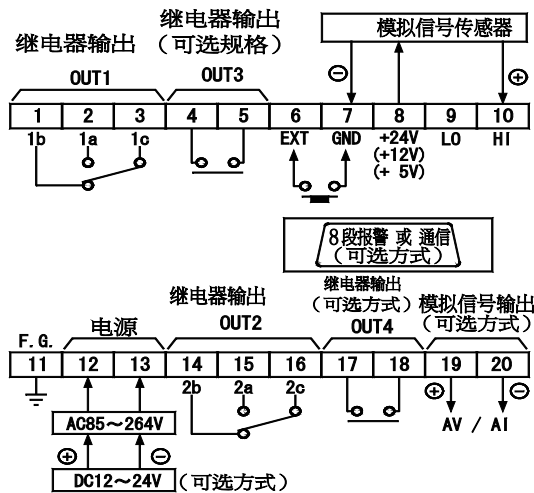 继电器输出
继电器输出
(可选规格)
模拟信号传感器
OUT1
OUT3
⊖
⊕
1 2 3 4 5 6 7 8 9 10
1b 1a 1c EXT GND +24V LO HI
(+12V)
(+ 5V)
8段报警 或 通信
(可选方式)
继电器输出
(可选方式)
继电器输出
模拟信号输出
(可选方式)
F.G.
电源
OUT2
OUT4
11 12 13 14 15 16 17 18 19 20
2b 2a 2c
⊕ ⊖
AC85～264V
AV / AI
⊕ ⊖
DC12～24V (可选方式)